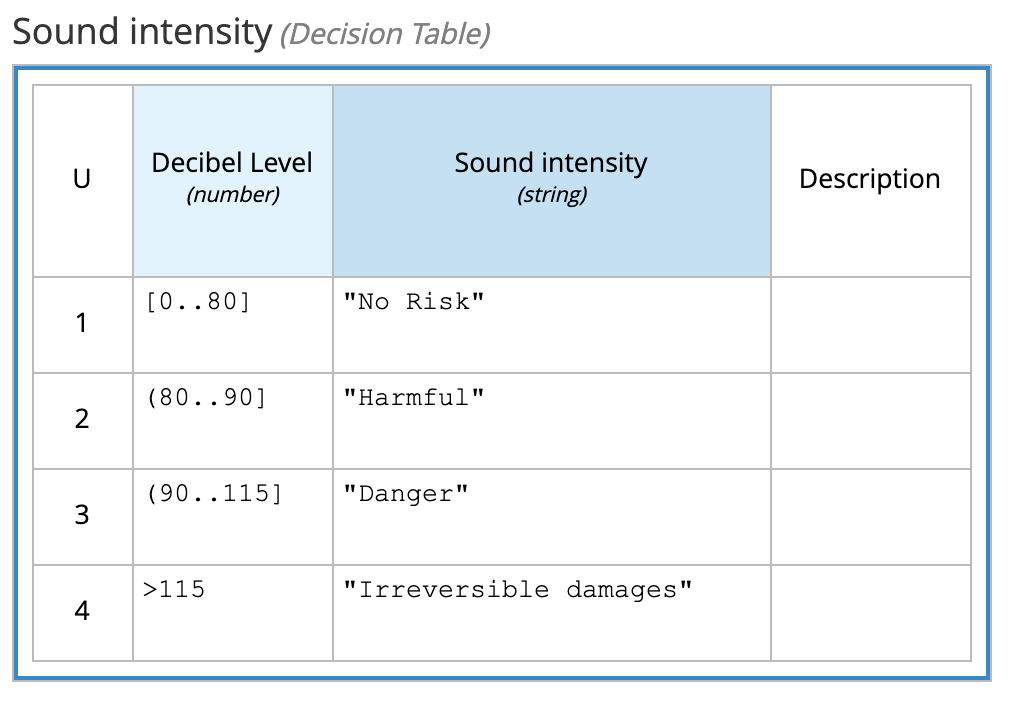 Sound intensity (Decision Table)
U
Decibel Level
(number)
Sound intensity
(string)
Description
1
[0..80]
"No Risk"
2
(80..90]
"Harmful"
3
(90..115]
"Danger"
4
>115
"Irreversible damages"